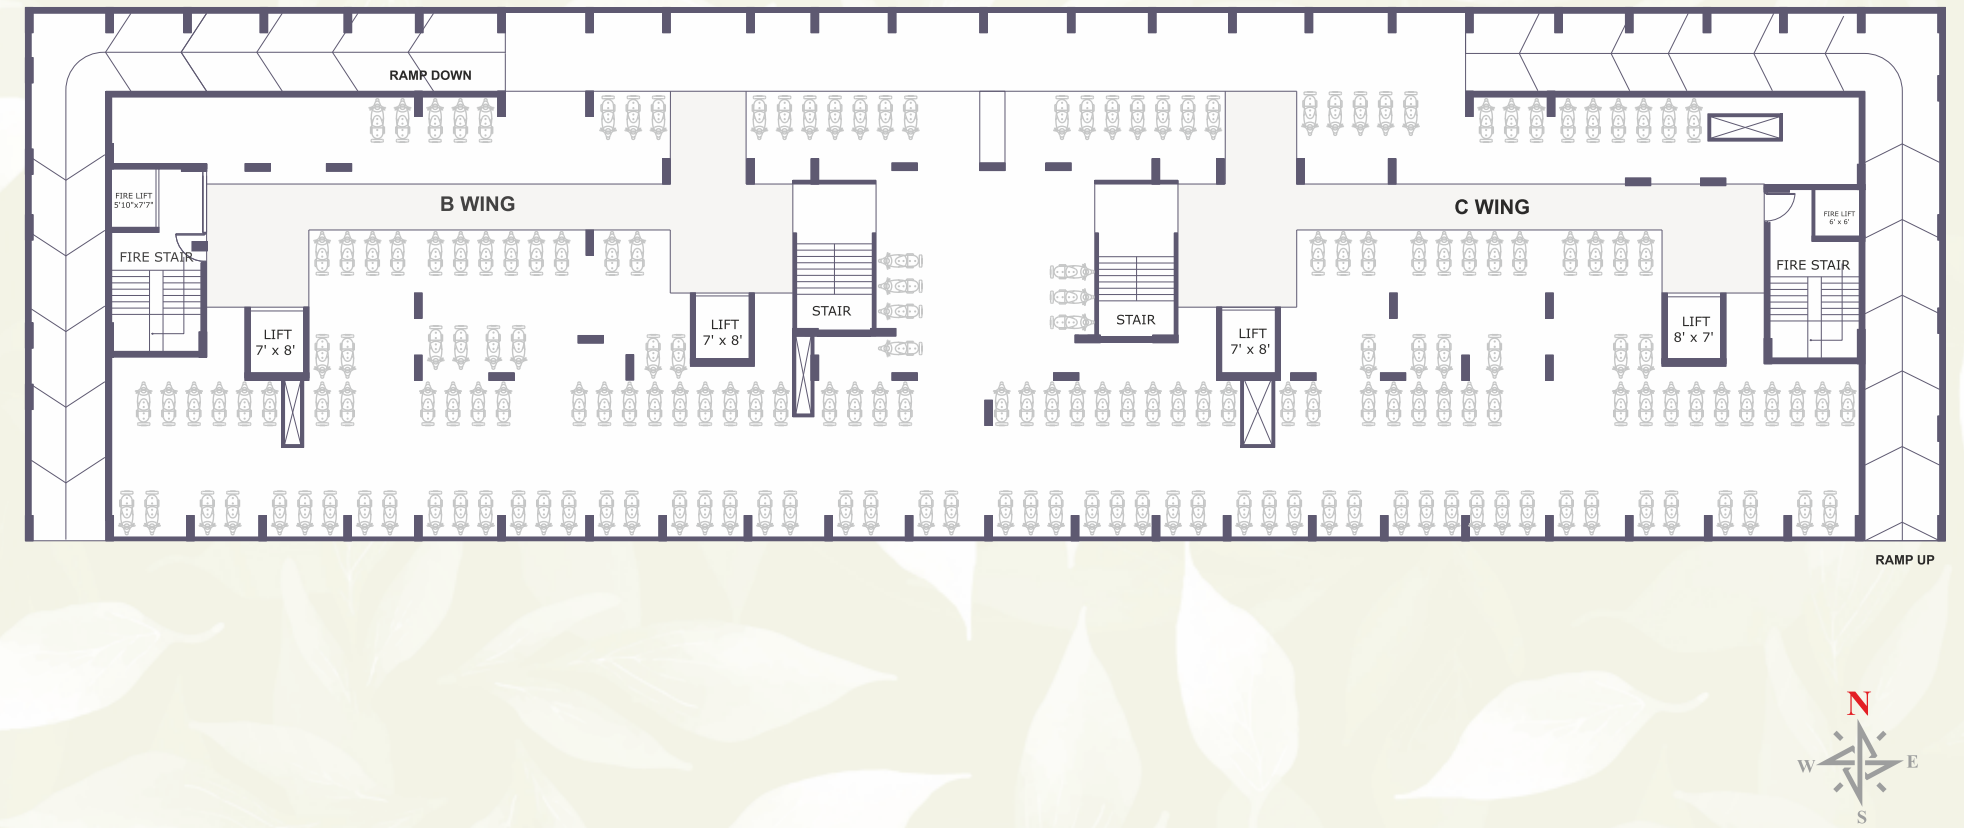 RAMP DOWN
B WING
C WING
FIRE LIFT
5'10"x7'7"
FIRE STAIR
LIFT
7' x 8'
LIFT
7' x 8'
STAIR
STAIR
LIFT
7' x 8'
LIFT
8' x 7'
FIRE LIFT
6' x 6'
FIRE STAIR
RAMP UP
N
W
E
S